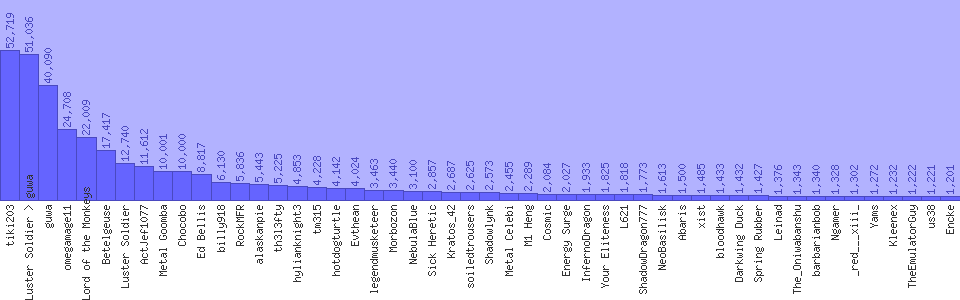 52,719
51,036
40,090
24,708
22,009
17,417
12,740
11,612
10,001
10,000
8,817
6,130
5,836
5,443
5,225
4,853
4,228
4,142
4,024
3,463
3,440
3,100
2,857
2,687
2,625
2,573
2,455
2,289
2,084
2,027
1,933
1,825
1,818
1,773
1,613
1,500
1,485
1,433
1,432
1,427
1,376
1,343
1,340
1,328
1,302
1,272
1,232
1,222
1,221
1,201
tiki203
Luster Soldier > guwa
guwa
omegamage11
Lord of the Monkeys
Betelgeuse
Luster Soldier
ActJef1077
Metal Goomba
Chocobo
Ed Bellis
billy918
RockMFR
alaskanpie
th3l3fty
hylianknight3
tm315
hotdogturtle
Evthean
legendmusketeer
Morbozon
NebulaBlue
Sick Heretic
Kratos_42
soiledtrousers
Shadowlynk
Metal Celebi
M1 Heng
Cosmic
Energy Surge
InfernoDragon
Your Eliteness
L621
ShadowDragon777
NeoBasilisk
Abaris
xist
bloodhawk
Darkwing Duck
Spring Rubber
Leinad
The_Oniwabanshu
barbarianbob
Ngamer
_red___xiii_
Yams
Kleenex
TheEmulatorGuy
us38
Encke